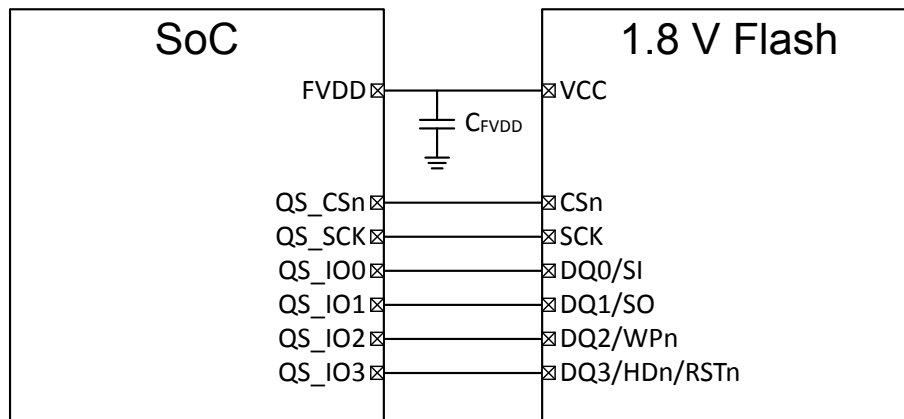 SoC 1.8 V Flash
FVDD VCC
CFVDD
QS_CSn CSn
QS_SCK SCK
QS_IO0 DQ0/SI
QS_IO1 DQ1/SO
QS_IO2 DQ2/WPn
QS_IO3 DQ3/HDn/RSTn